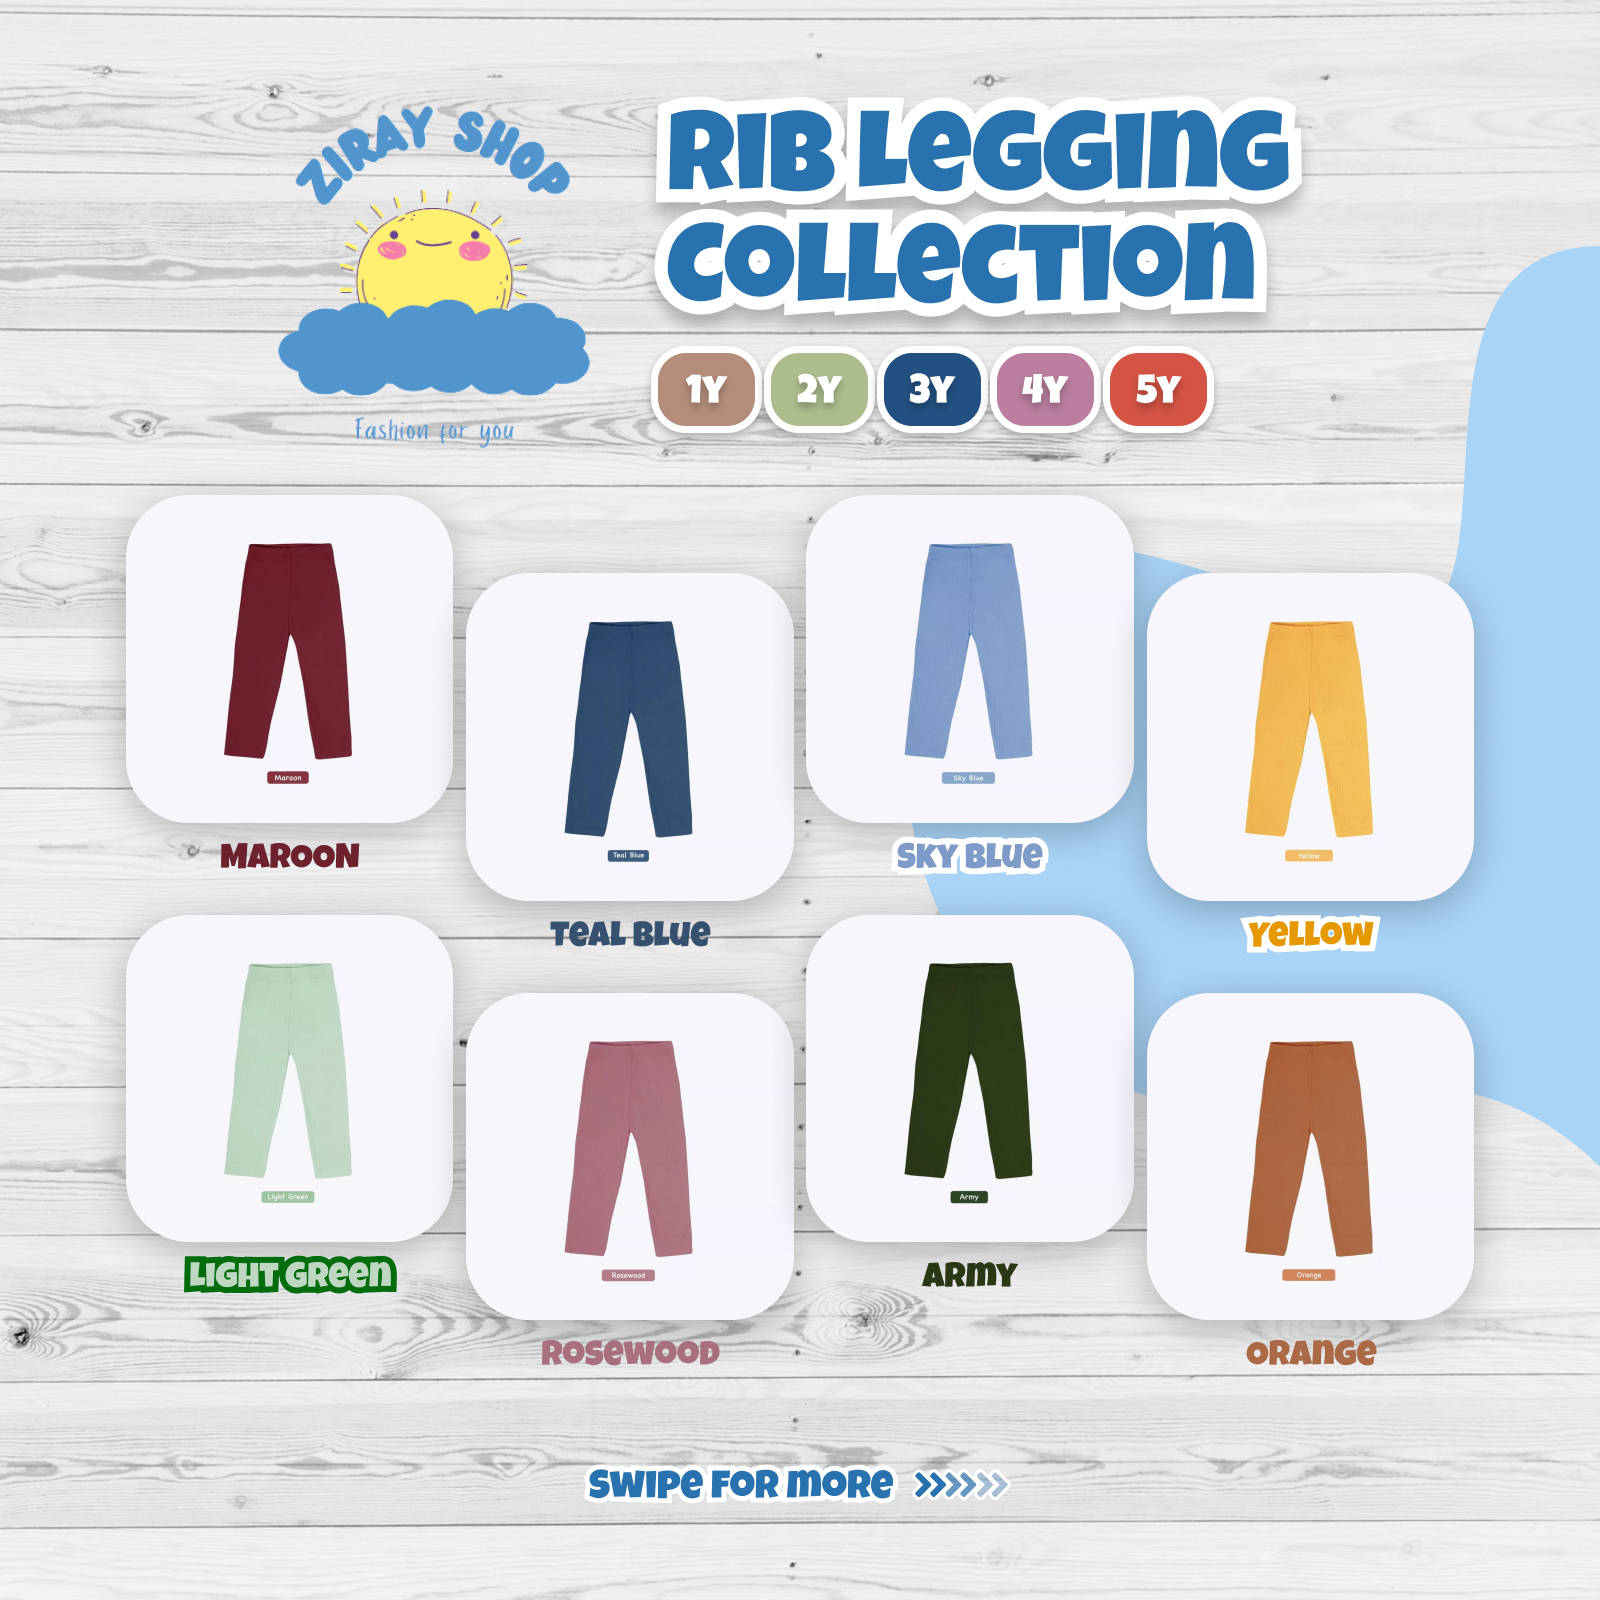 ZIRAY SHOP
Fashion for you
RIB LEGGING
COLLECTION
1Y 2Y 3Y 4Y 5Y
Maroon
MAROON
Teal Blue
TEAL BLUE
Sky Blue
SKY BLUE
Yellow
YELLOW
Light Green
LIGHT GREEN
Rosewood
ROSEWOOD
Army
ARMY
Orange
ORANGE
SWIPE FOR MORE